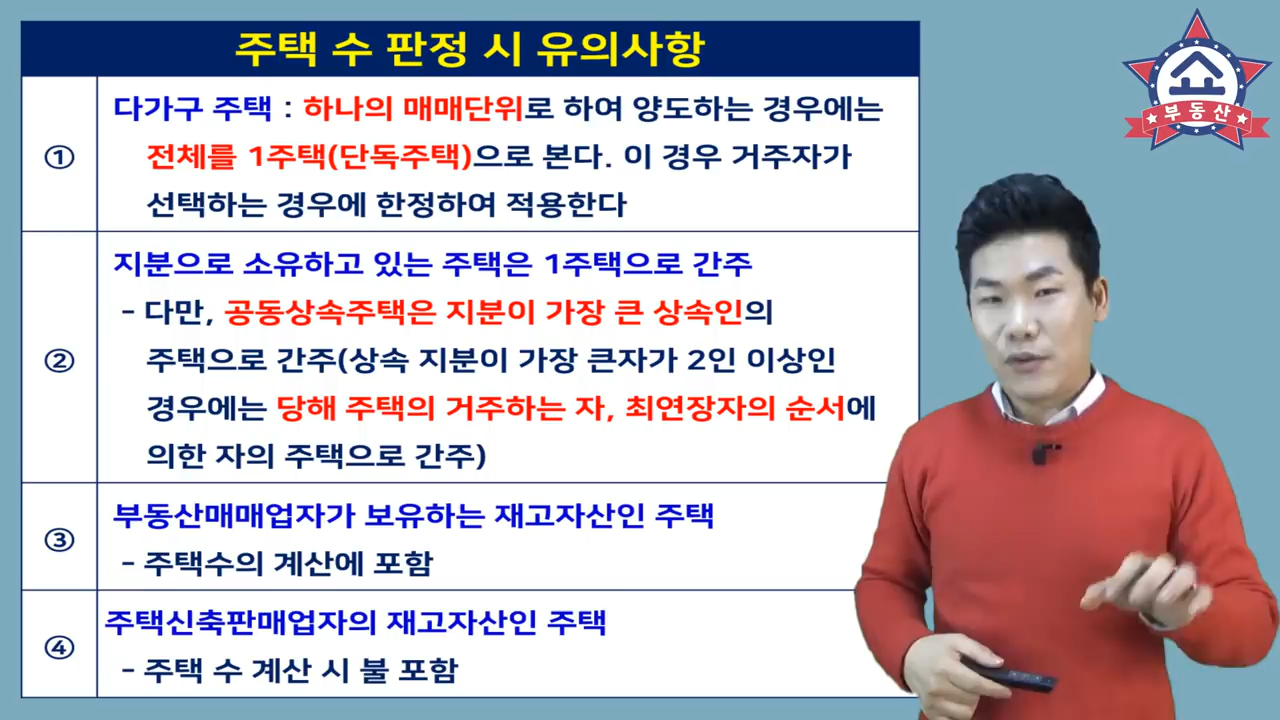 주택 수 판정 시 유의사항
부동산
①
다가구 주택 : 하나의 매매단위로 하여 양도하는 경우에는
전체를 1주택(단독주택)으로 본다. 이 경우 거주자가
선택하는 경우에 한정하여 적용한다
②
지분으로 소유하고 있는 주택은 1주택으로 간주
- 다만, 공동상속주택은 지분이 가장 큰 상속인의
주택으로 간주(상속 지분이 가장 큰자가 2인 이상인
경우에는 당해 주택의 거주하는 자, 최연장자의 순서에
의한 자의 주택으로 간주)
③
부동산매매업자가 보유하는 재고자산인 주택
- 주택수의 계산에 포함
④
주택신축판매업자의 재고자산인 주택
- 주택 수 계산 시 불 포함